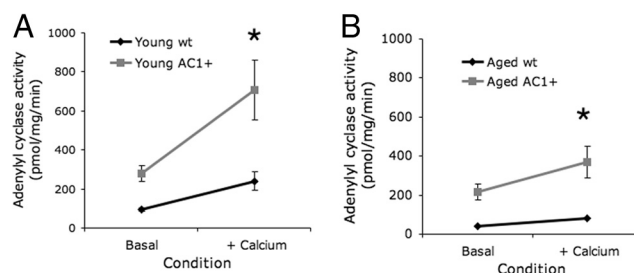 A
Adenylyl cyclase activity
(pmol/mg/min)
1000
800
600
400
200
0
Young wt
Young AC1+
*
Basal
+ Calcium
Condition
B
Adenylyl cyclase activity
(pmol/mg/min)
1000
800
600
400
200
0
Aged wt
Aged AC1+
*
Basal
+ Calcium
Condition